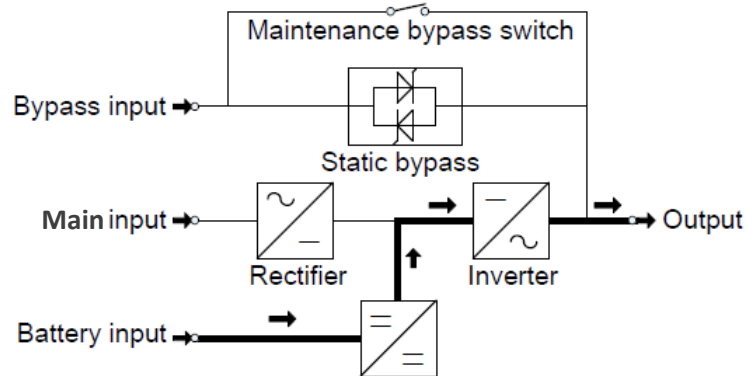 Maintenance bypass switch
Bypass input
Static bypass
Main input
Output
Rectifier
Inverter
Battery input